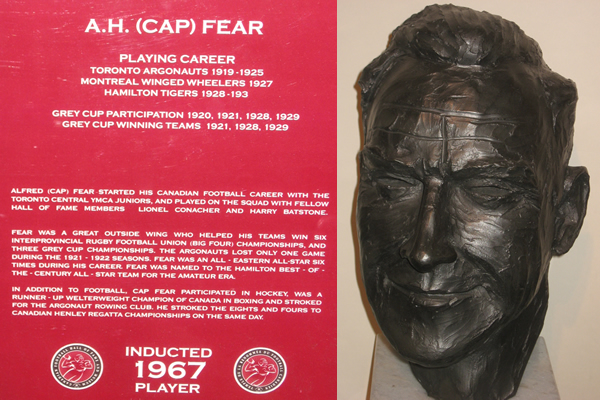 A.H. (CAP) FEAR
PLAYING CAREER
TORONTO ARGONAUTS 1919 -1925
MONTREAL WINGED WHEELERS 1927
HAMILTON TIGERS 1928 -193
GREY CUP PARTICIPATION 1920, 1921, 1928, 1929
GREY CUP WINNING TEAMS 1921, 1928, 1929
ALFRED (CAP) FEAR STARTED HIS CANADIAN FOOTBALL CAREER WITH THE
TORONTO CENTRAL YMCA JUNIORS, AND PLAYED ON THE SQUAD WITH FELLOW
HALL OF FAME MEMBERS LIONEL CONACHER AND HARRY BATSTONE.
FEAR WAS A GREAT OUTSIDE WING WHO HELPED HIS TEAMS WIN SIX
INTERPROVINCIAL RUGBY FOOTBALL UNION (BIG FOUR) CHAMPIONSHIPS, AND
THREE GREY CUP CHAMPIONSHIPS. THE ARGONAUTS LOST ONLY ONE GAME
DURING THE 1921 - 1922 SEASONS. FEAR WAS AN ALL - EASTERN ALL-STAR SIX
TIMES DURING HIS CAREER. FEAR WAS NAMED TO THE HAMILTON BEST - OF -
THE - CENTURY ALL - STAR TEAM FOR THE AMATEUR ERA.
IN ADDITION TO FOOTBALL, CAP FEAR PARTICIPATED IN HOCKEY, WAS A
RUNNER - UP WELTERWEIGHT CHAMPION OF CANADA IN BOXING AND STROKED
FOR THE ARGONAUT ROWING CLUB. HE STROKED THE EIGHTS AND FOURS TO
CANADIAN HENLEY REGATTA CHAMPIONSHIPS ON THE SAME DAY.
INDUCTED
1967
PLAYER